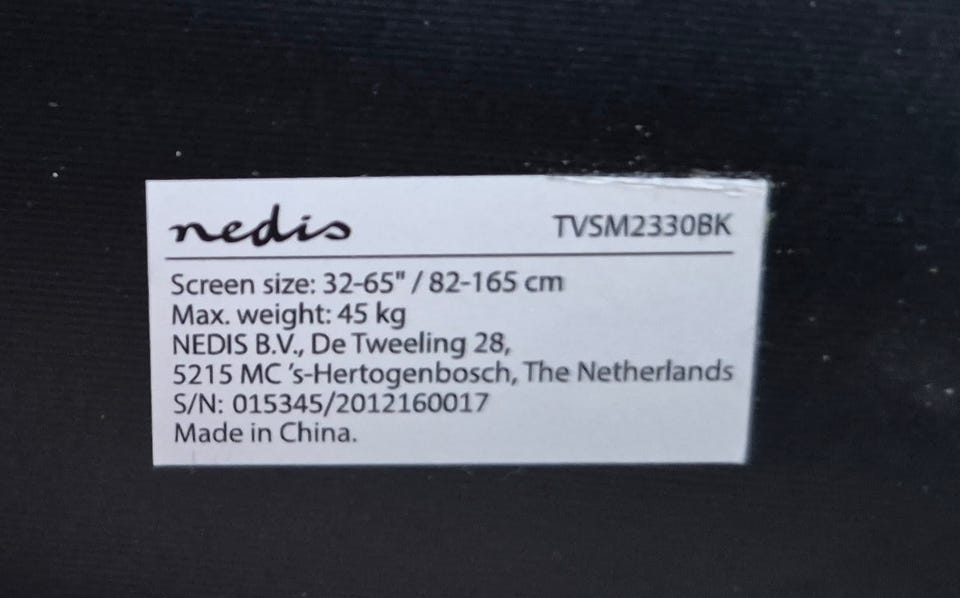 nedis
TVSM2330BK
Screen size: 32-65" / 82-165 cm
Max. weight: 45 kg
NEDIS B.V., De Tweeling 28,
5215 MC 's-Hertogenbosch, The Netherlands
S/N: 015345/2012160017
Made in China.